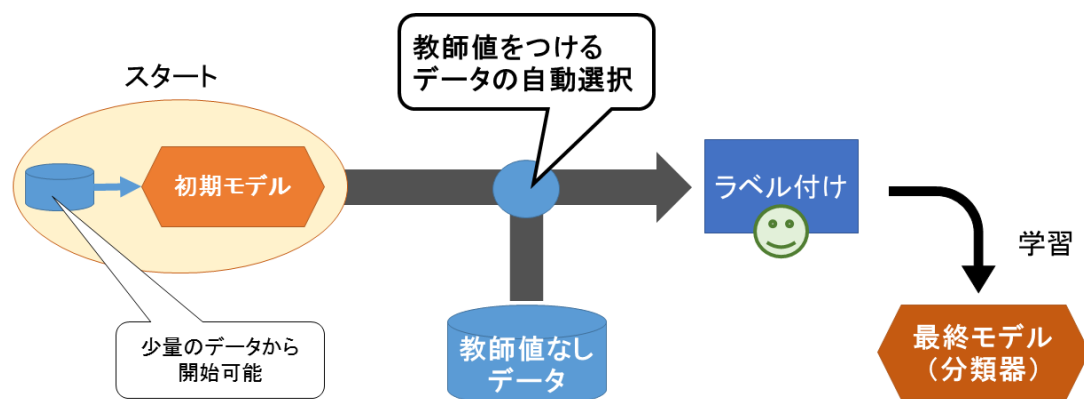 教師値をつける
データの自動選択
スタート
初期モデル
ラベル付け
学習
少量のデータから
開始可能
教師値なし
データ
最終モデル
（分類器）